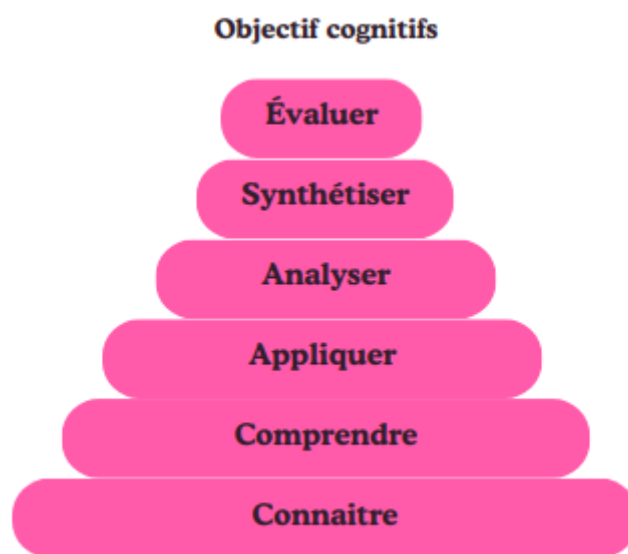 Objectif cognitifs
Évaluer
Synthétiser
Analyser
Appliquer
Comprendre
Connaitre